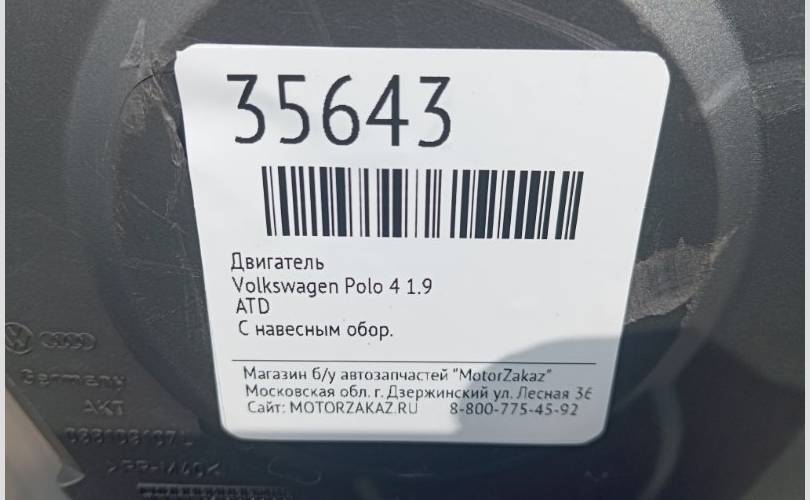 35643
Двигатель
Volkswagen Polo 4 1.9
ATD
С навесным обор.
Магазин б/у автозапчастей "MotorZakaz"
Московская обл. г. Дзержинский ул. Лесная 36
Сайт: MOTORZAKAZ.RU 8-800-775-45-92
Germany
AKT